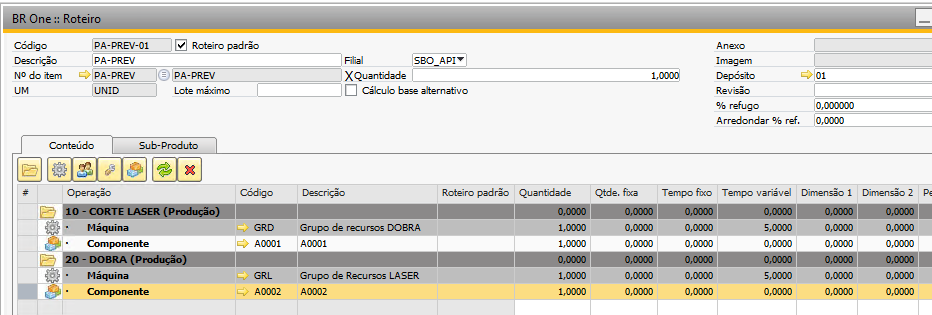 BR One :: Roteiro
Código PA-PREV-01 Roteiro padrão Anexo
Descrição PA-PREV Filial SBO_API Imagem
Nº do item PA-PREV PA-PREV X Quantidade 1,0000 Depósito 01
UM UNID Lote máximo Cálculo base alternativo Revisão
% refugo 0,000000
Arredondar % ref. 0,0000
Conteúdo Sub-Produto
# Operação Código Descrição Roteiro padrão Quantidade Qtde. fixa Tempo fixo Tempo variável Dimensão 1 Dimensão 2 Pe
10 - CORTE LASER (Produção) 0,0000 0,0000 0,0000 0,0000 0,0000 0,0000
· Máquina GRD Grupo de recursos DOBRA 1,0000 0,0000 0,0000 5,0000 0,0000 0,0000
· Componente A0001 A0001 1,0000 0,0000 0,0000 0,0000 0,0000 0,0000
20 - DOBRA (Produção) 0,0000 0,0000 0,0000 0,0000 0,0000 0,0000
· Máquina GRL Grupo de Recursos LASER 1,0000 0,0000 0,0000 5,0000 0,0000 0,0000
· Componente A0002 A0002 1,0000 0,0000 0,0000 0,0000 0,0000 0,0000